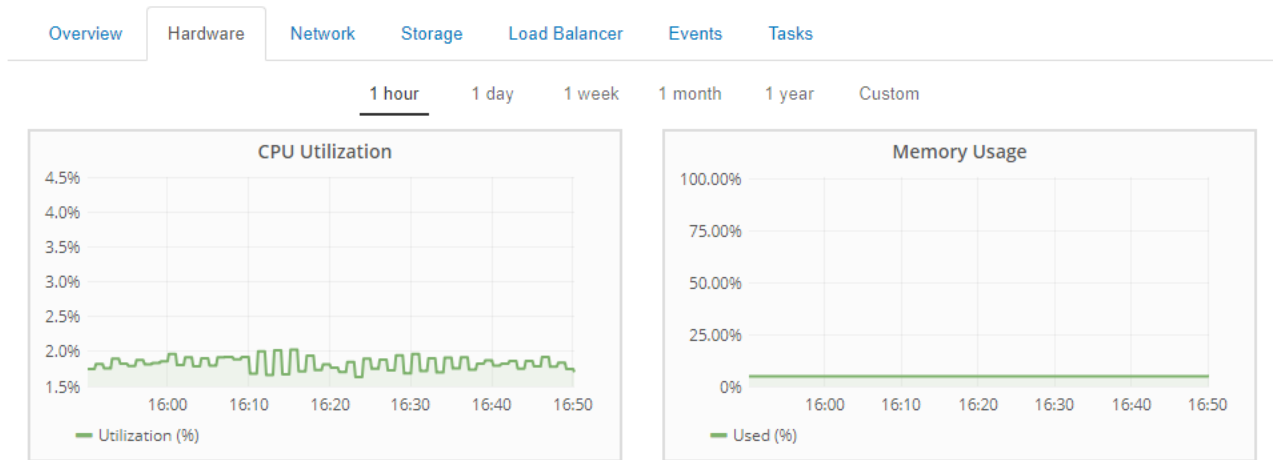 Overview Hardware Network Storage Load Balancer Events Tasks
1 hour 1 day 1 week 1 month 1 year Custom
CPU Utilization
4.5%
4.0%
3.5%
3.0%
2.5%
2.0%
1.5%
16:00 16:10 16:20 16:30 16:40 16:50
Utilization (%)
Memory Usage
100.00%
75.00%
50.00%
25.00%
0%
16:00 16:10 16:20 16:30 16:40 16:50
Used (%)